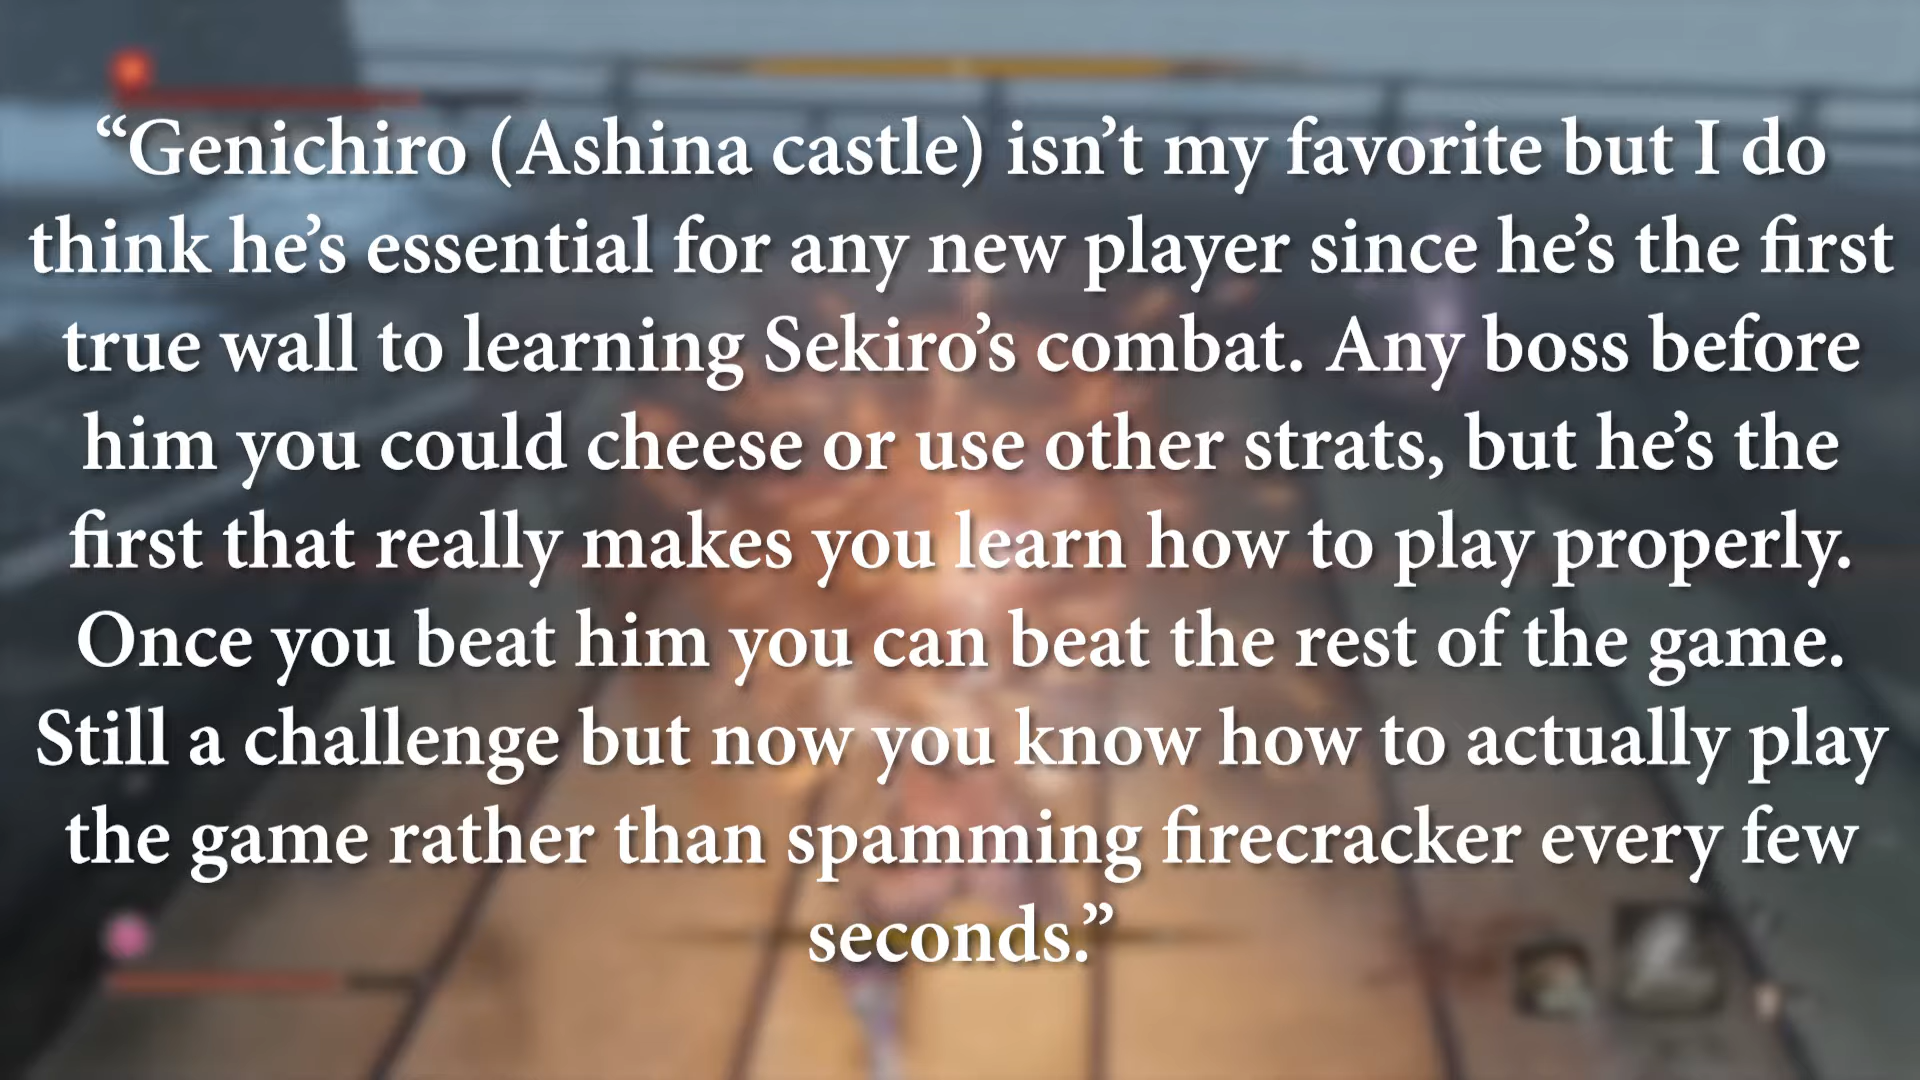 “Genichiro (Ashina castle) isn’t my favorite but I do
think he’s essential for any new player since he’s the first
true wall to learning Sekiro’s combat. Any boss before
him you could cheese or use other strats, but he’s the
first that really makes you learn how to play properly.
Once you beat him you can beat the rest of the game.
Still a challenge but now you know how to actually play
the game rather than spamming firecracker every few
seconds.”